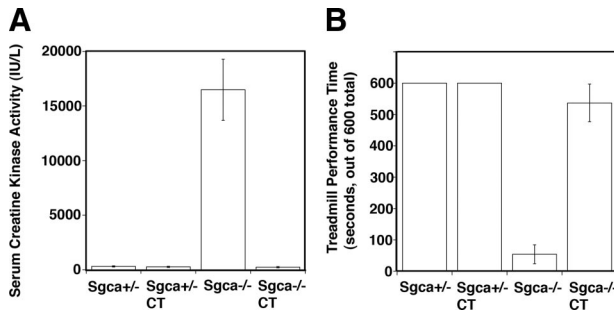 A
Serum Creatine Kinase Activity (IU/L)
20000
15000
10000
5000
0
Sgca+/-
Sgca+/- CT
Sgca-/-
Sgca-/- CT
B
Treadmill Performance Time
(seconds, out of 600 total)
600
500
400
300
200
100
0
Sgca+/-
Sgca+/- CT
Sgca-/-
Sgca-/- CT